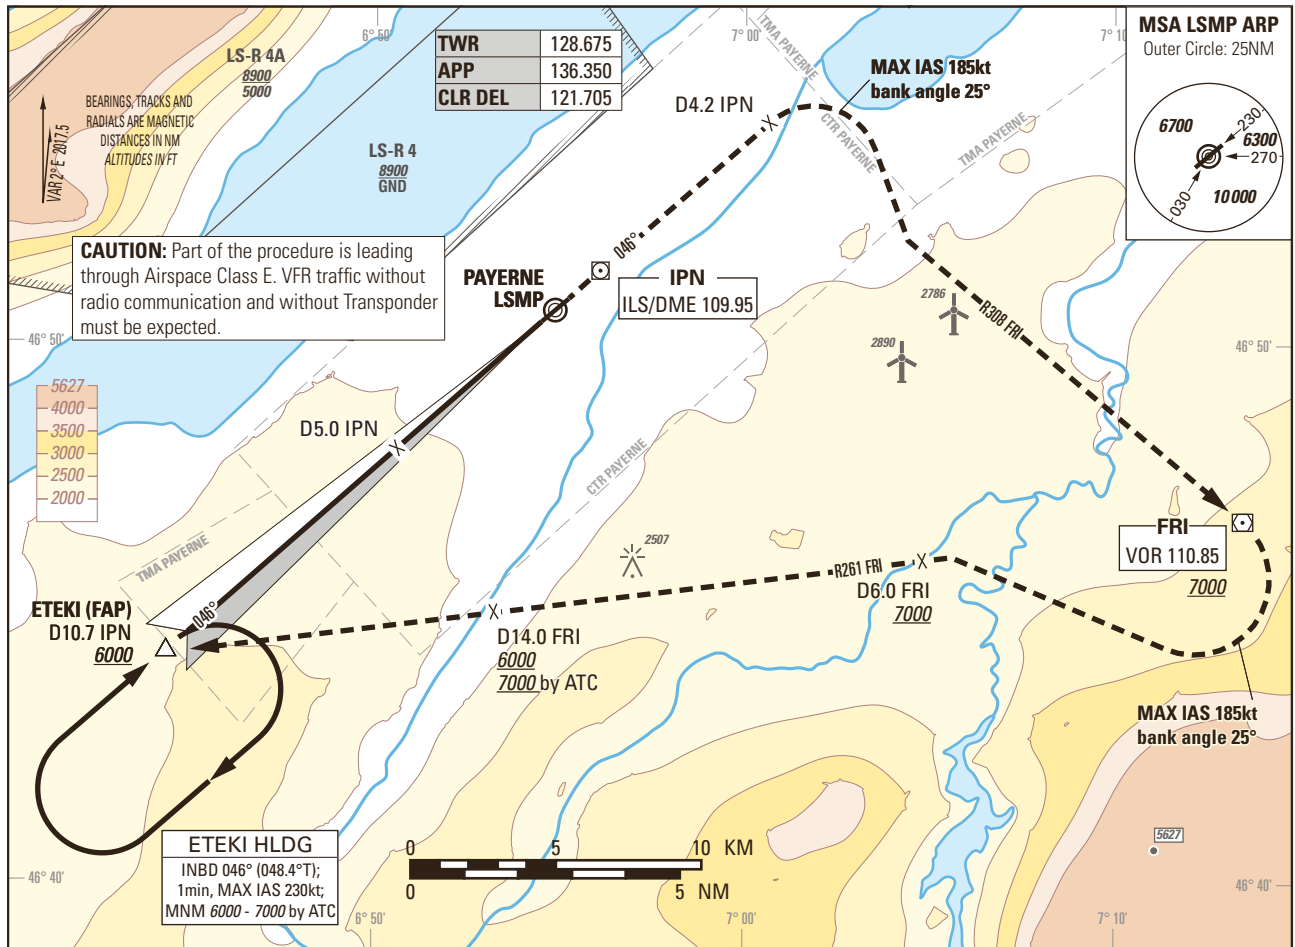 6° 50'
7° 00'
7° 10'
MSA LSMP ARP
Outer Circle: 25NM
6700
230
6300
270
10 000
030
TWR 128.675
APP 136.350
CLR DEL 121.705
LS-R 4A
8900
5000
BEARINGS, TRACKS AND
RADIALS ARE MAGNETIC
DISTANCES IN NM
ALTITUDES IN FT
VAR 2° E - 2017.5
LS-R 4
8900
GND
TMA PAYERNE
CTR PAYERNE
TMA PAYERNE
MAX IAS 185kt
bank angle 25°
D4.2 IPN
046°
CAUTION: Part of the procedure is leading
through Airspace Class E. VFR traffic without
radio communication and without Transponder
must be expected.
PAYERNE
LSMP
IPN
ILS/DME 109.95
2786
2890
R308 FRI
46° 50'
46° 50'
5627
4000
3500
3000
2500
2000
D5.0 IPN
CTR PAYERNE
TMA PAYERNE
2507
FRI
VOR 110.85
7000
R261 FRI
D6.0 FRI
7000
ETEKI (FAP)
D10.7 IPN
6000
046°
D14.0 FRI
6000
7000 by ATC
MAX IAS 185kt
bank angle 25°
ETEKI HLDG
INBD 046° (048.4°T);
1min, MAX IAS 230kt;
MNM 6000 - 7000 by ATC
0 5 10 KM
0 5 NM
5627
46° 40'
46° 40'
6° 50'
7° 00'
7° 10'